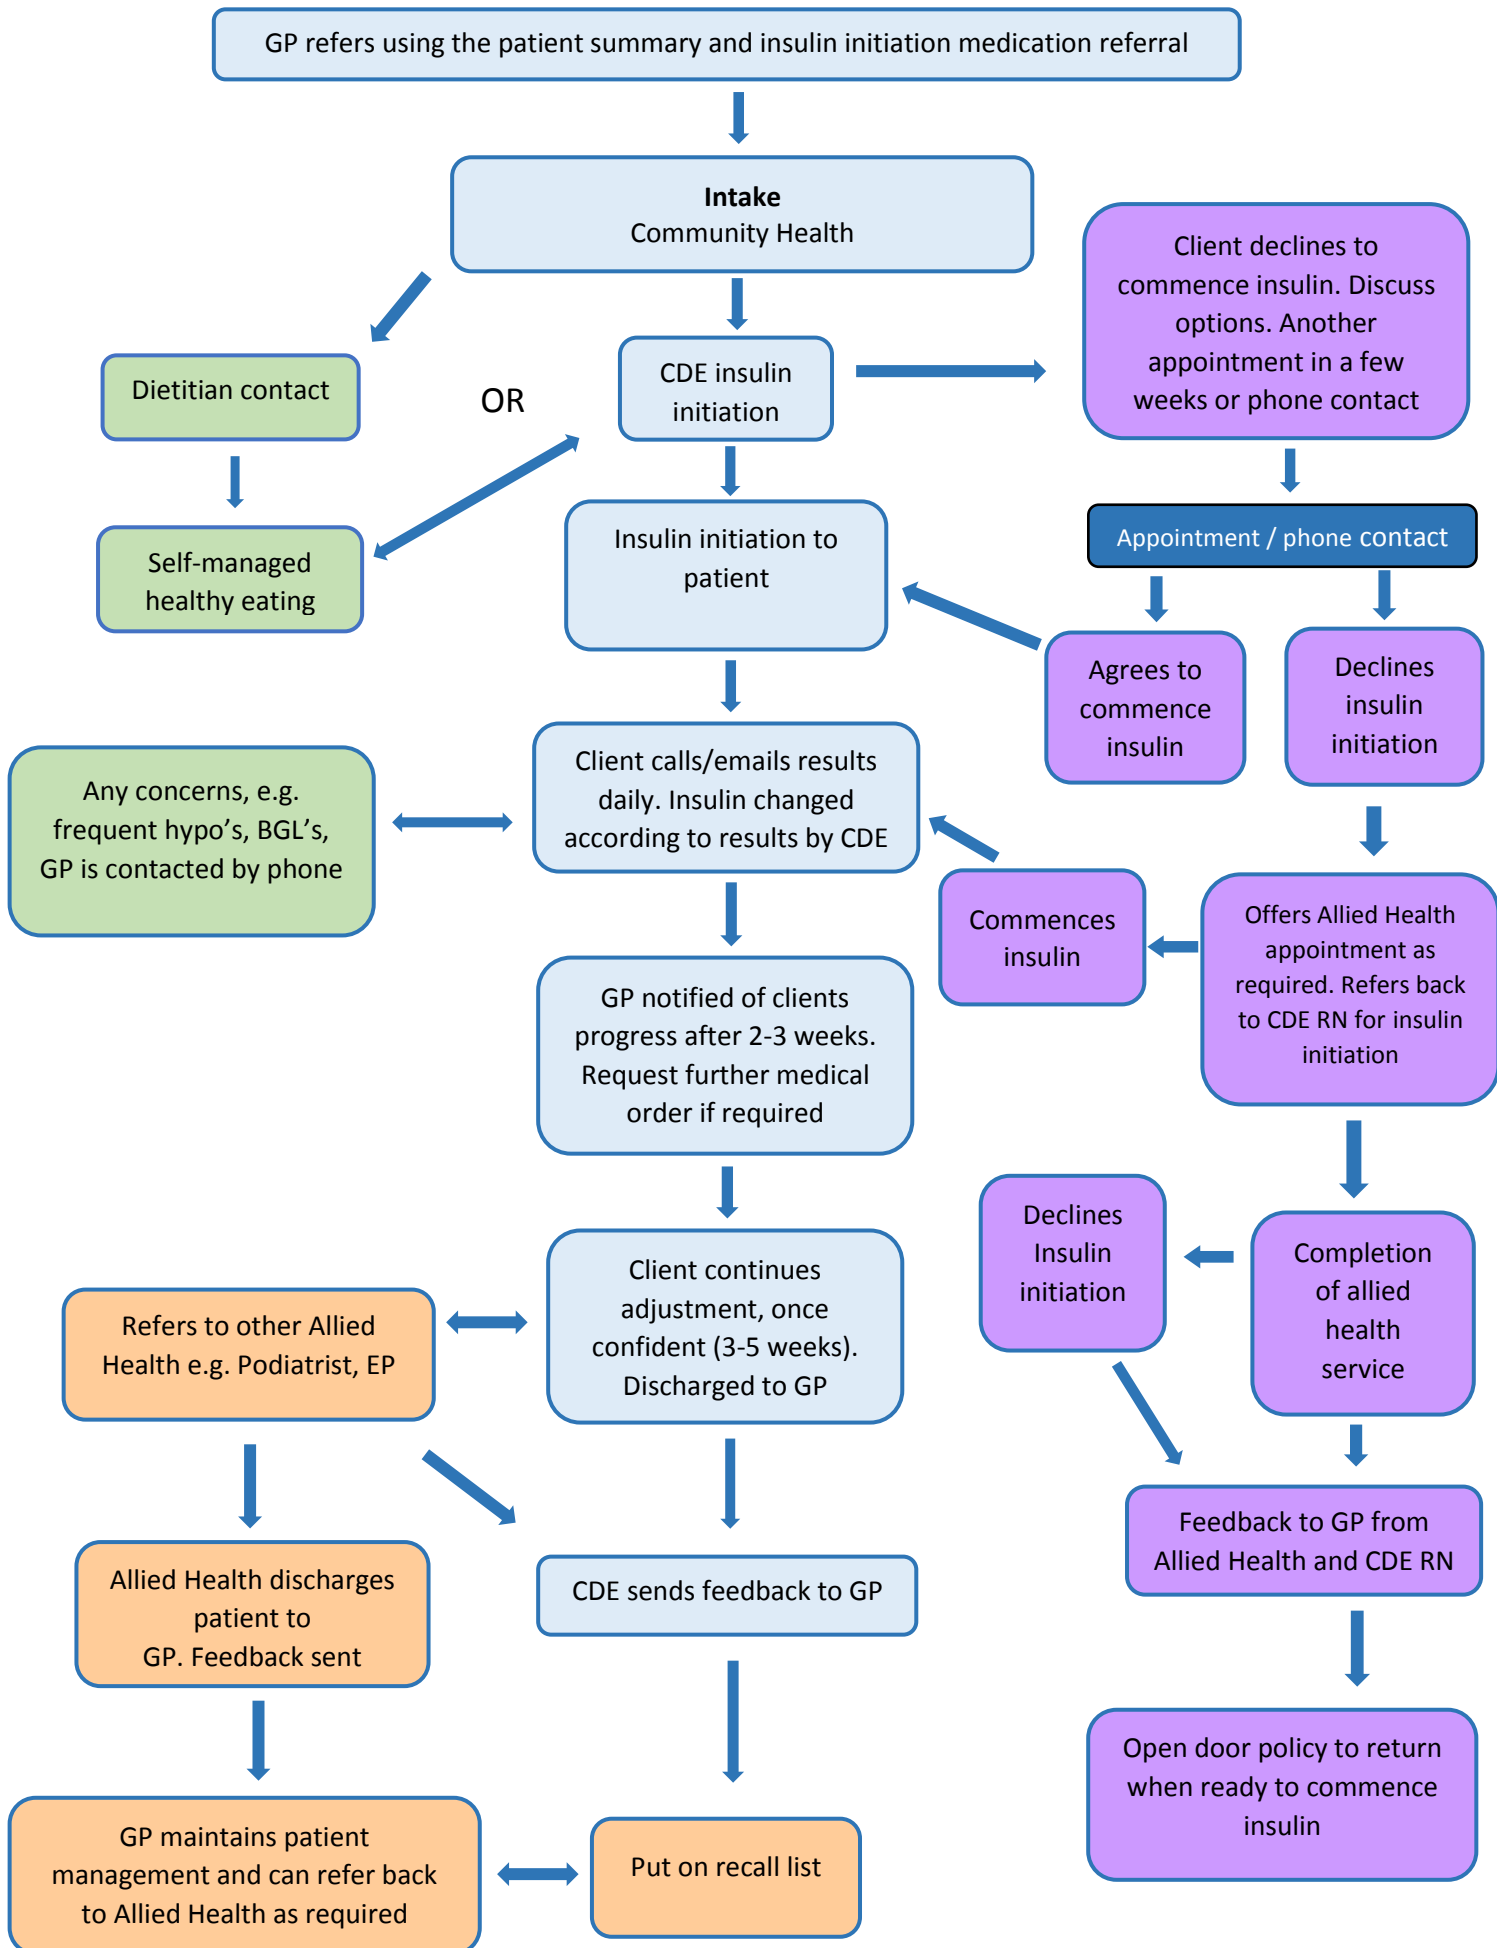 GP refers using the patient summary and insulin initiation medication referral
Intake
Community Health
Client declines to
commence insulin. Discuss
options. Another
appointment in a few
weeks or phone contact
Dietitian contact
OR
CDE insulin
initiation
Self-managed
healthy eating
Insulin initiation to
patient
Appointment / phone contact
Agrees to
commence
insulin
Declines
insulin
initiation
Any concerns, e.g.
frequent hypo’s, BGL’s,
GP is contacted by phone
Client calls/emails results
daily. Insulin changed
according to results by CDE
Commences
insulin
Offers Allied Health
appointment as
required. Refers back
to CDE RN for insulin
initiation
GP notified of clients
progress after 2-3 weeks.
Request further medical
order if required
Declines
Insulin
initiation
Completion
of allied
health
service
Refers to other Allied
Health e.g. Podiatrist, EP
Client continues
adjustment, once
confident (3-5 weeks).
Discharged to GP
Feedback to GP from
Allied Health and CDE RN
Allied Health discharges
patient to
GP. Feedback sent
CDE sends feedback to GP
Open door policy to return
when ready to commence
insulin
GP maintains patient
management and can refer back
to Allied Health as required
Put on recall list